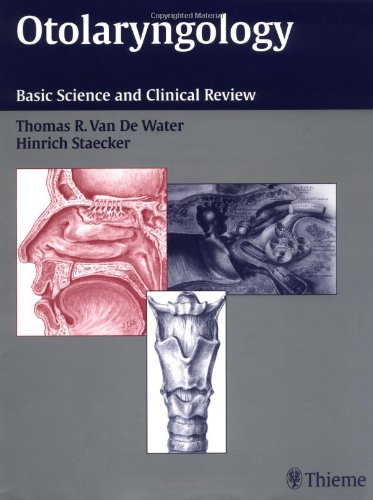 Otolaryngology
Basic Science and Clinical Review
Thomas R. Van De Water
Hinrich Staecker
Thieme